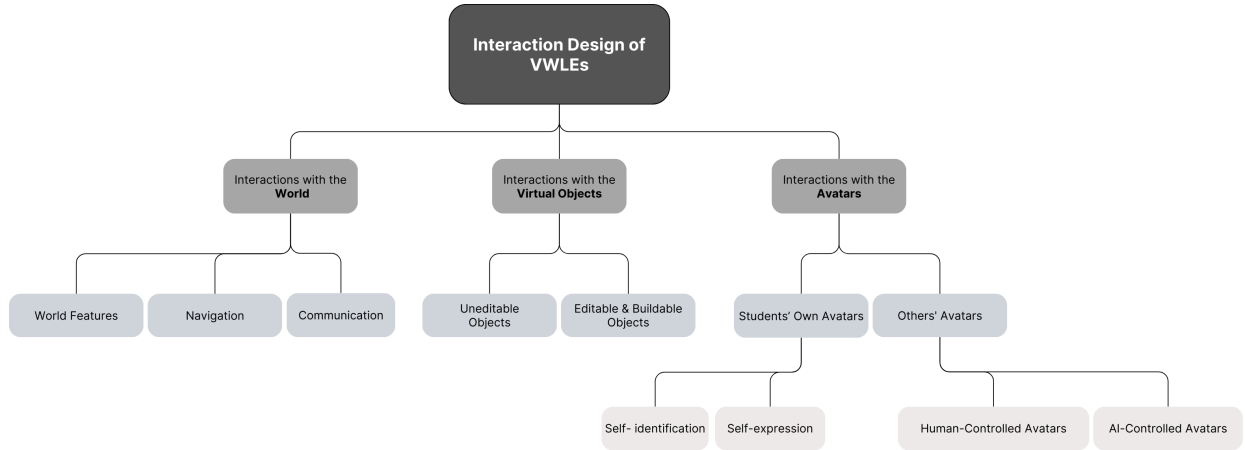 Interaction Design of
VWLEs
Interactions with the
World
Interactions with the
Virtual Objects
Interactions with the
Avatars
World Features
Navigation
Communication
Uneditable
Objects
Editable & Buildable
Objects
Students’ Own Avatars
Others' Avatars
Self- identification
Self-expression
Human-Controlled Avatars
AI-Controlled Avatars